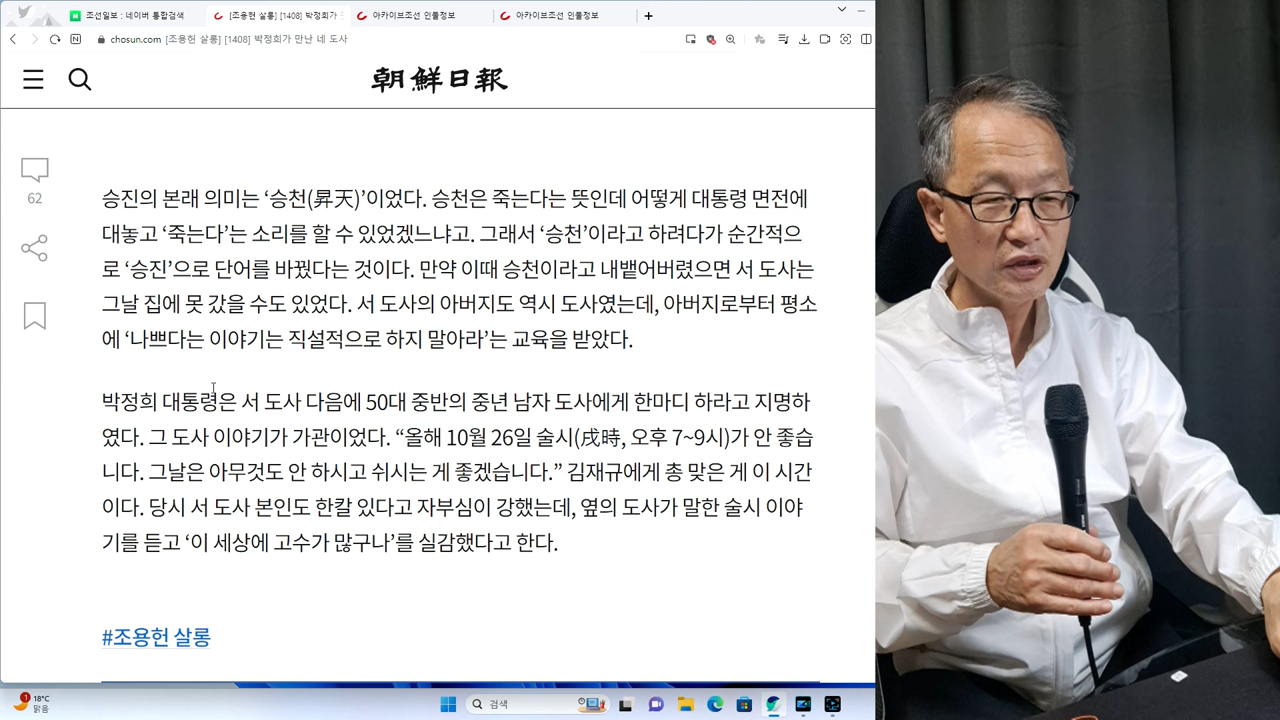 조선일보 : 네이버 통합검색
[조용헌 살롱] [1408] 박정희가
아카이브조선 인물정보
아카이브조선 인물정보
chosun.com [조용헌 살롱] [1408] 박정희가 만난 네 도사
朝鮮日報
62
승진의 본래 의미는 ‘승천(昇天)’이었다. 승천은 죽는다는 뜻인데 어떻게 대통령 면전에
대놓고 ‘죽는다’는 소리를 할 수 있었겠느냐고. 그래서 ‘승천’이라고 하려다가 순간적으
로 ‘승진’으로 단어를 바꿨다는 것이다. 만약 이때 승천이라고 내뱉어버렸으면 서 도사는
그날 집에 못 갔을 수도 있었다. 서 도사의 아버지도 역시 도사였는데, 아버지로부터 평소
에 ‘나쁘다는 이야기는 직설적으로 하지 말아라’는 교육을 받았다.
박정희 대통령은 서 도사 다음에 50대 중반의 중년 남자 도사에게 한마디 하라고 지명하
였다. 그 도사 이야기가 가관이었다. “올해 10월 26일 술시(戌時, 오후 7~9시)가 안 좋습
니다. 그날은 아무것도 안 하시고 쉬시는 게 좋겠습니다.” 김재규에게 총 맞은 게 이 시간
이다. 당시 서 도사 본인도 한칼 있다고 자부심이 강했는데, 옆의 도사가 말한 술시 이야
기를 듣고 ‘이 세상에 고수가 많구나’를 실감했다고 한다.
#조용헌 살롱
1
18°C
맑음
검색